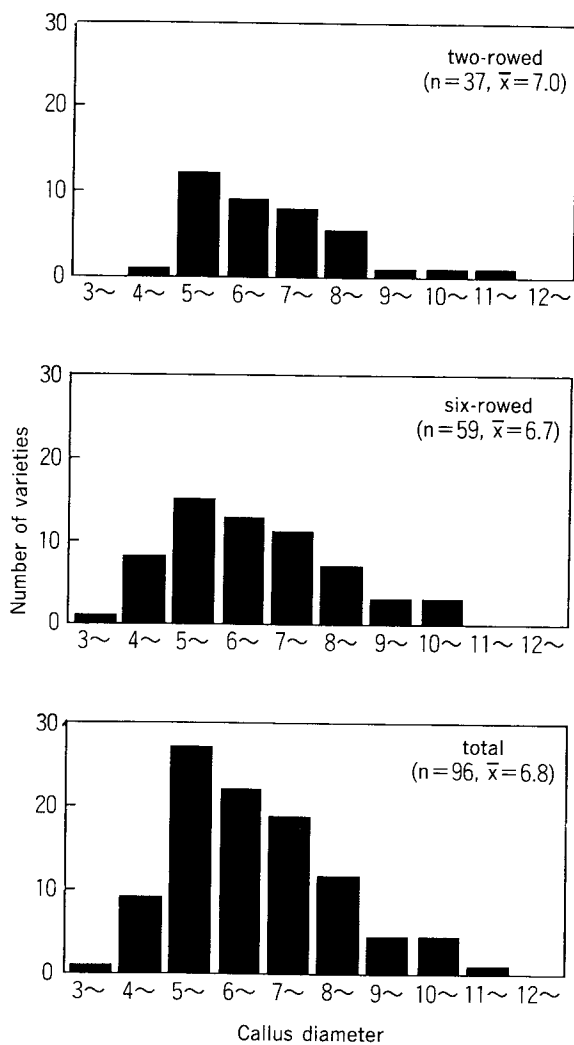 30
two-rowed
(n=37, x̄=7.0)
20
10
0
3~ 4~ 5~ 6~ 7~ 8~ 9~ 10~ 11~ 12~
30
six-rowed
(n=59, x̄=6.7)
20
10
0
3~ 4~ 5~ 6~ 7~ 8~ 9~ 10~ 11~ 12~
Number of varieties
30
total
(n=96, x̄=6.8)
20
10
0
3~ 4~ 5~ 6~ 7~ 8~ 9~ 10~ 11~ 12~
Callus diameter